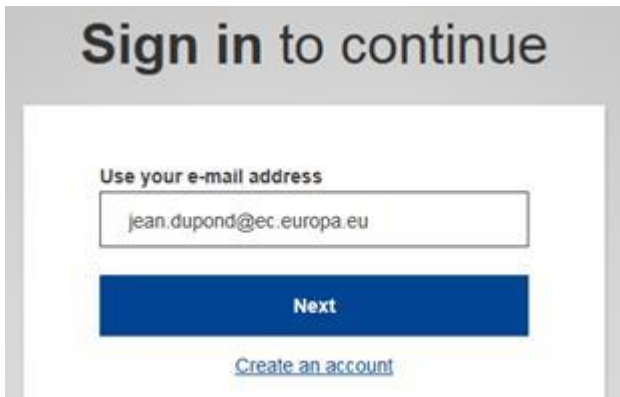 Sign in to continue
Use your e-mail address
jean.dupond@ec.europa.eu
Next
Create an account